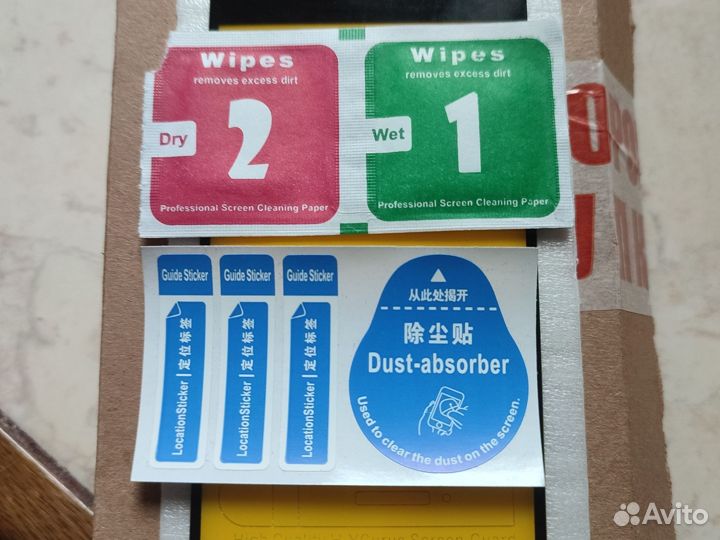 Wipes
removes excess dirt
Dry
2
Professional Screen Cleaning Paper
Wipes
removes excess dirt
Wet
1
Professional Screen Cleaning Paper
Guide Sticker
Guide Sticker
Guide Sticker
LocationSticker | 定位标签
LocationSticker | 定位标签
LocationSticker | 定位标签
从此处揭开
除尘贴
Dust-absorber
Used to clear the dust on the screen.
Screen Guard
Avito